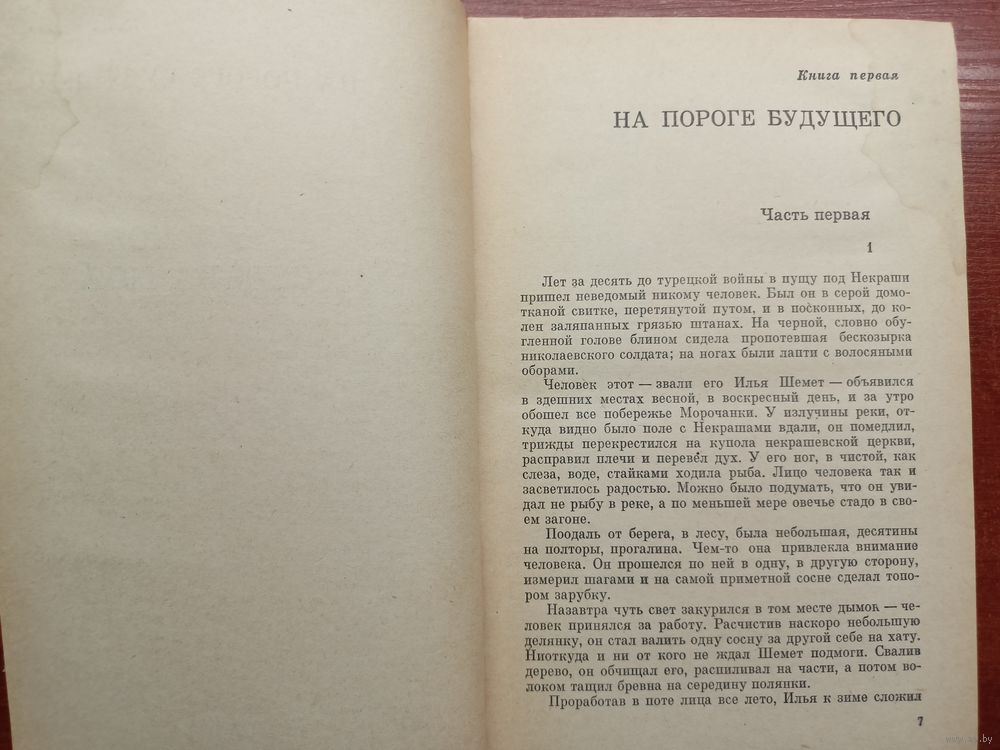 Книга первая
НА ПОРОГЕ БУДУЩЕГО
Часть первая
1
Лет за десять до турецкой войны в пущу под Некраши
пришел неведомый никому человек. Был он в серой домо-
тканой свитке, перетянутой путом, и в посконных, до ко-
лен заляпанных грязью штанах. На черной, словно обу-
гленной голове блином сидела пропотевшая бескозырка
николаевского солдата; на ногах были лапти с волосяными
оборами.
Человек этот — звали его Илья Шемет — объявился
в здешних местах весной, в воскресный день, и за утро
обошел все побережье Морочанки. У излучины реки, от-
куда видно было поле с Некрашами вдали, он помедлил,
трижды перекрестился на купола некрашевской церкви,
расправил плечи и перевёл дух. У его ног, в чистой, как
слеза, воде, стайками ходила рыба. Лицо человека так и
засветилось радостью. Можно было подумать, что он уви-
дал не рыбу в реке, а по меньшей мере овечье стадо в сво-
ем загоне.
Поодаль от берега, в лесу, была небольшая, десятины
на полторы, прогалина. Чем-то она привлекла внимание
человека. Он прошелся по ней в одну, в другую сторону,
измерил шагами и на самой приметной сосне сделал топо-
ром зарубку.
Назавтра чуть свет закурился в том месте дымок — че-
ловек принялся за работу. Расчистив наскоро небольшую
делянку, он стал валить одну сосну за другой себе на хату.
Ниоткуда и ни от кого не ждал Шемет подмоги. Свалив
дерево, он обчищал его, распиливал на части, а потом во-
локом тащил бревна на середину полянки.
Проработав в поте лица все лето, Илья к зиме сложил
7
ay.by